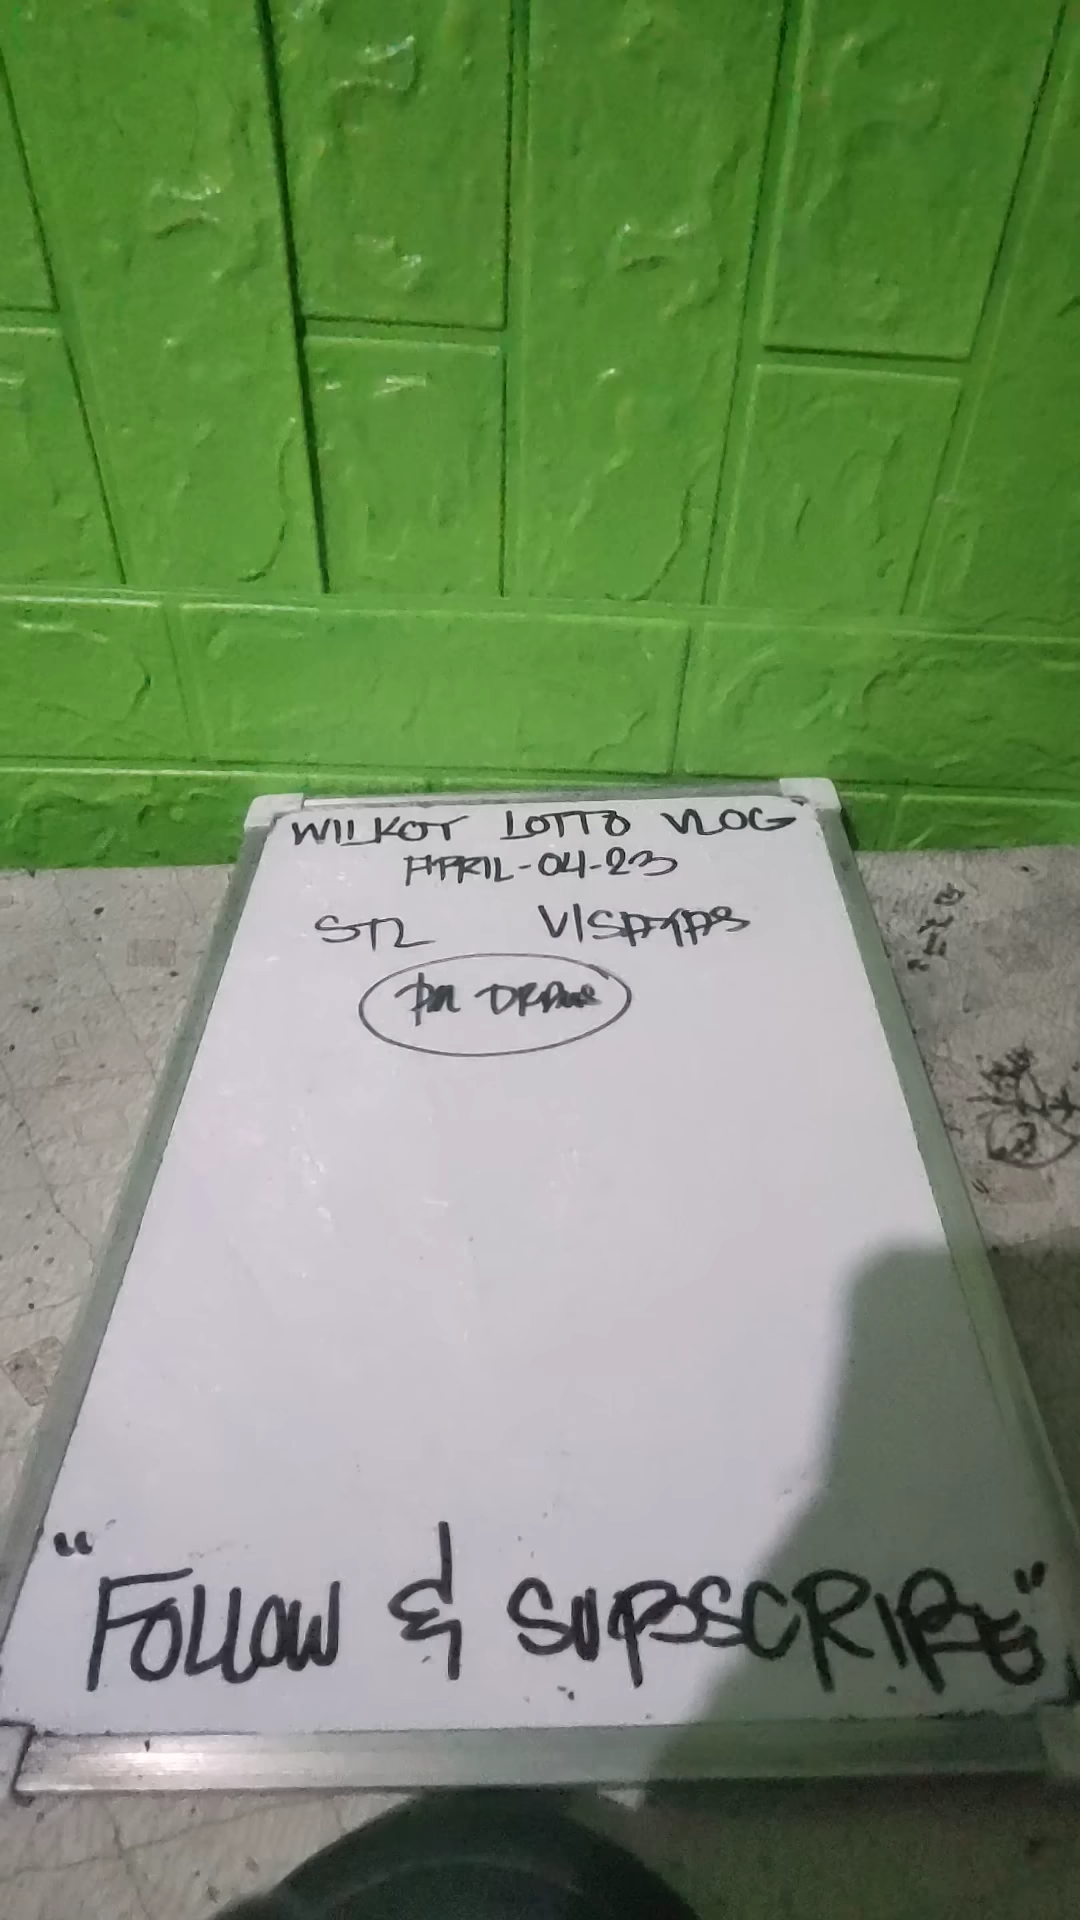 WILKOT LOTTO VLOG
APRIL-04-23
STL VISAYAS
PM DRAW
"FOLLOW & SUBSCRIBE"